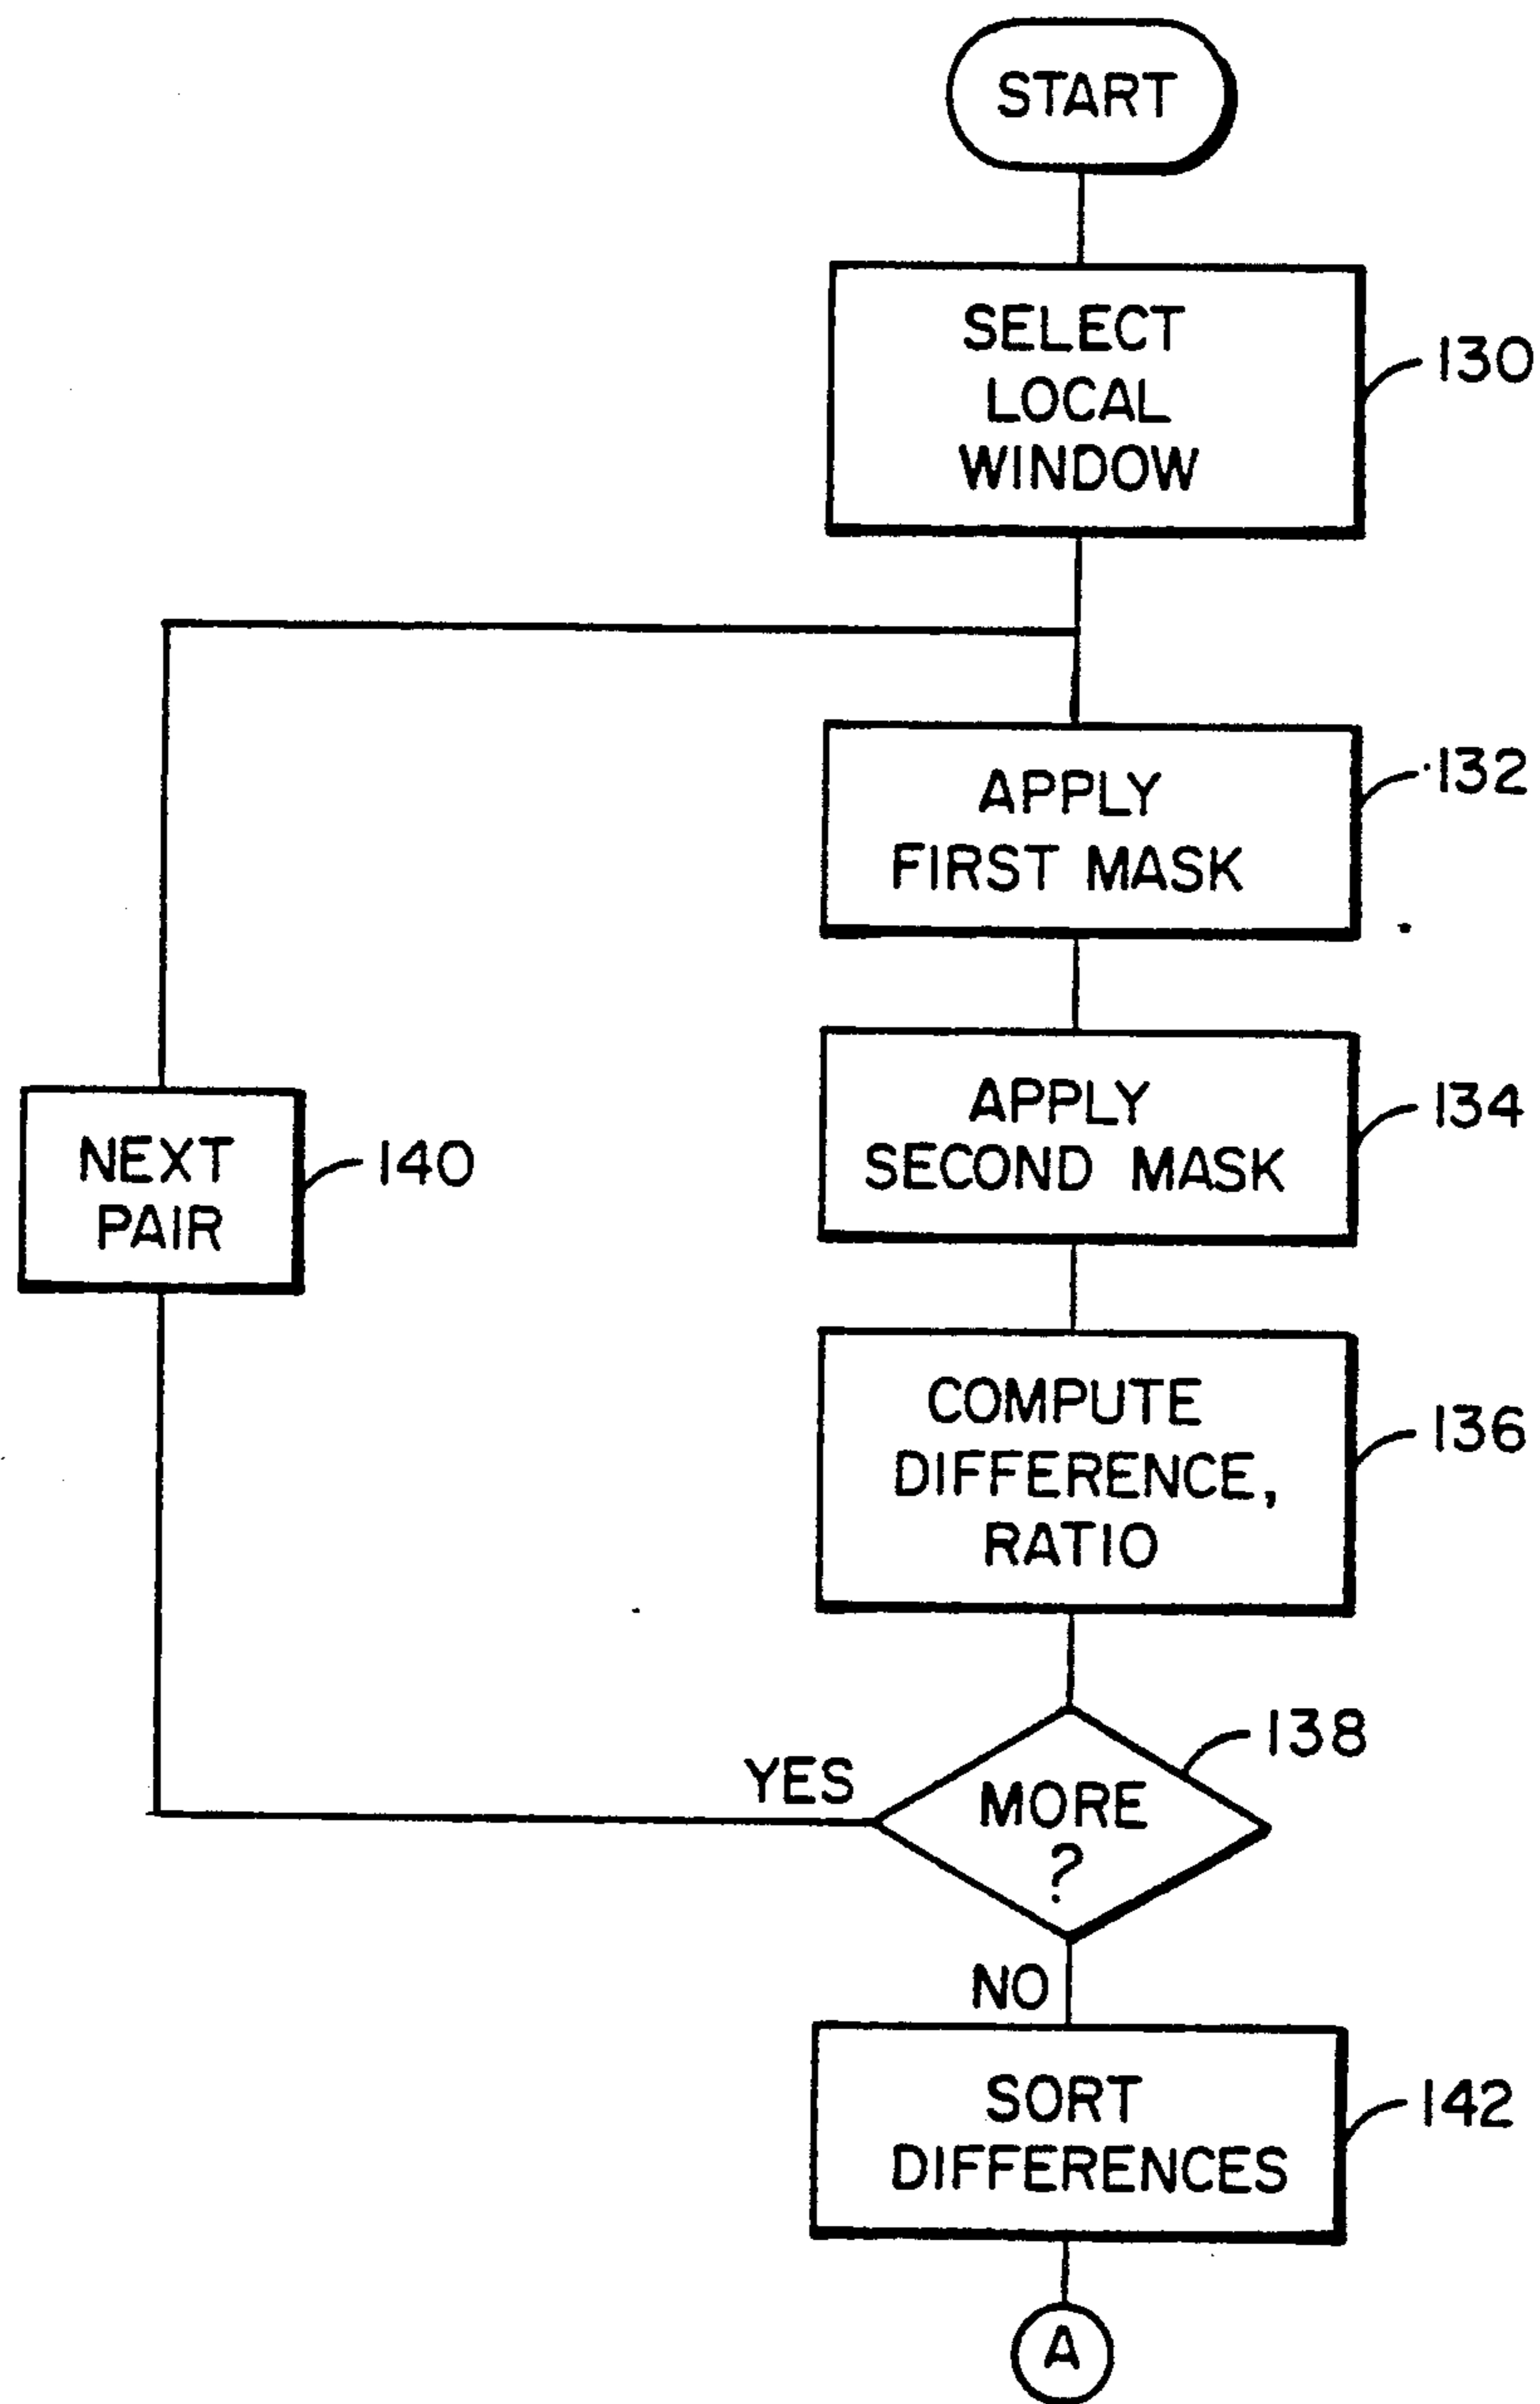 START
SELECT
LOCAL
WINDOW
130
APPLY
FIRST MASK
132
APPLY
SECOND MASK
134
NEXT
PAIR
140
COMPUTE
DIFFERENCE,
RATIO
136
138
YES
MORE
?
NO
SORT
DIFFERENCES
142
A